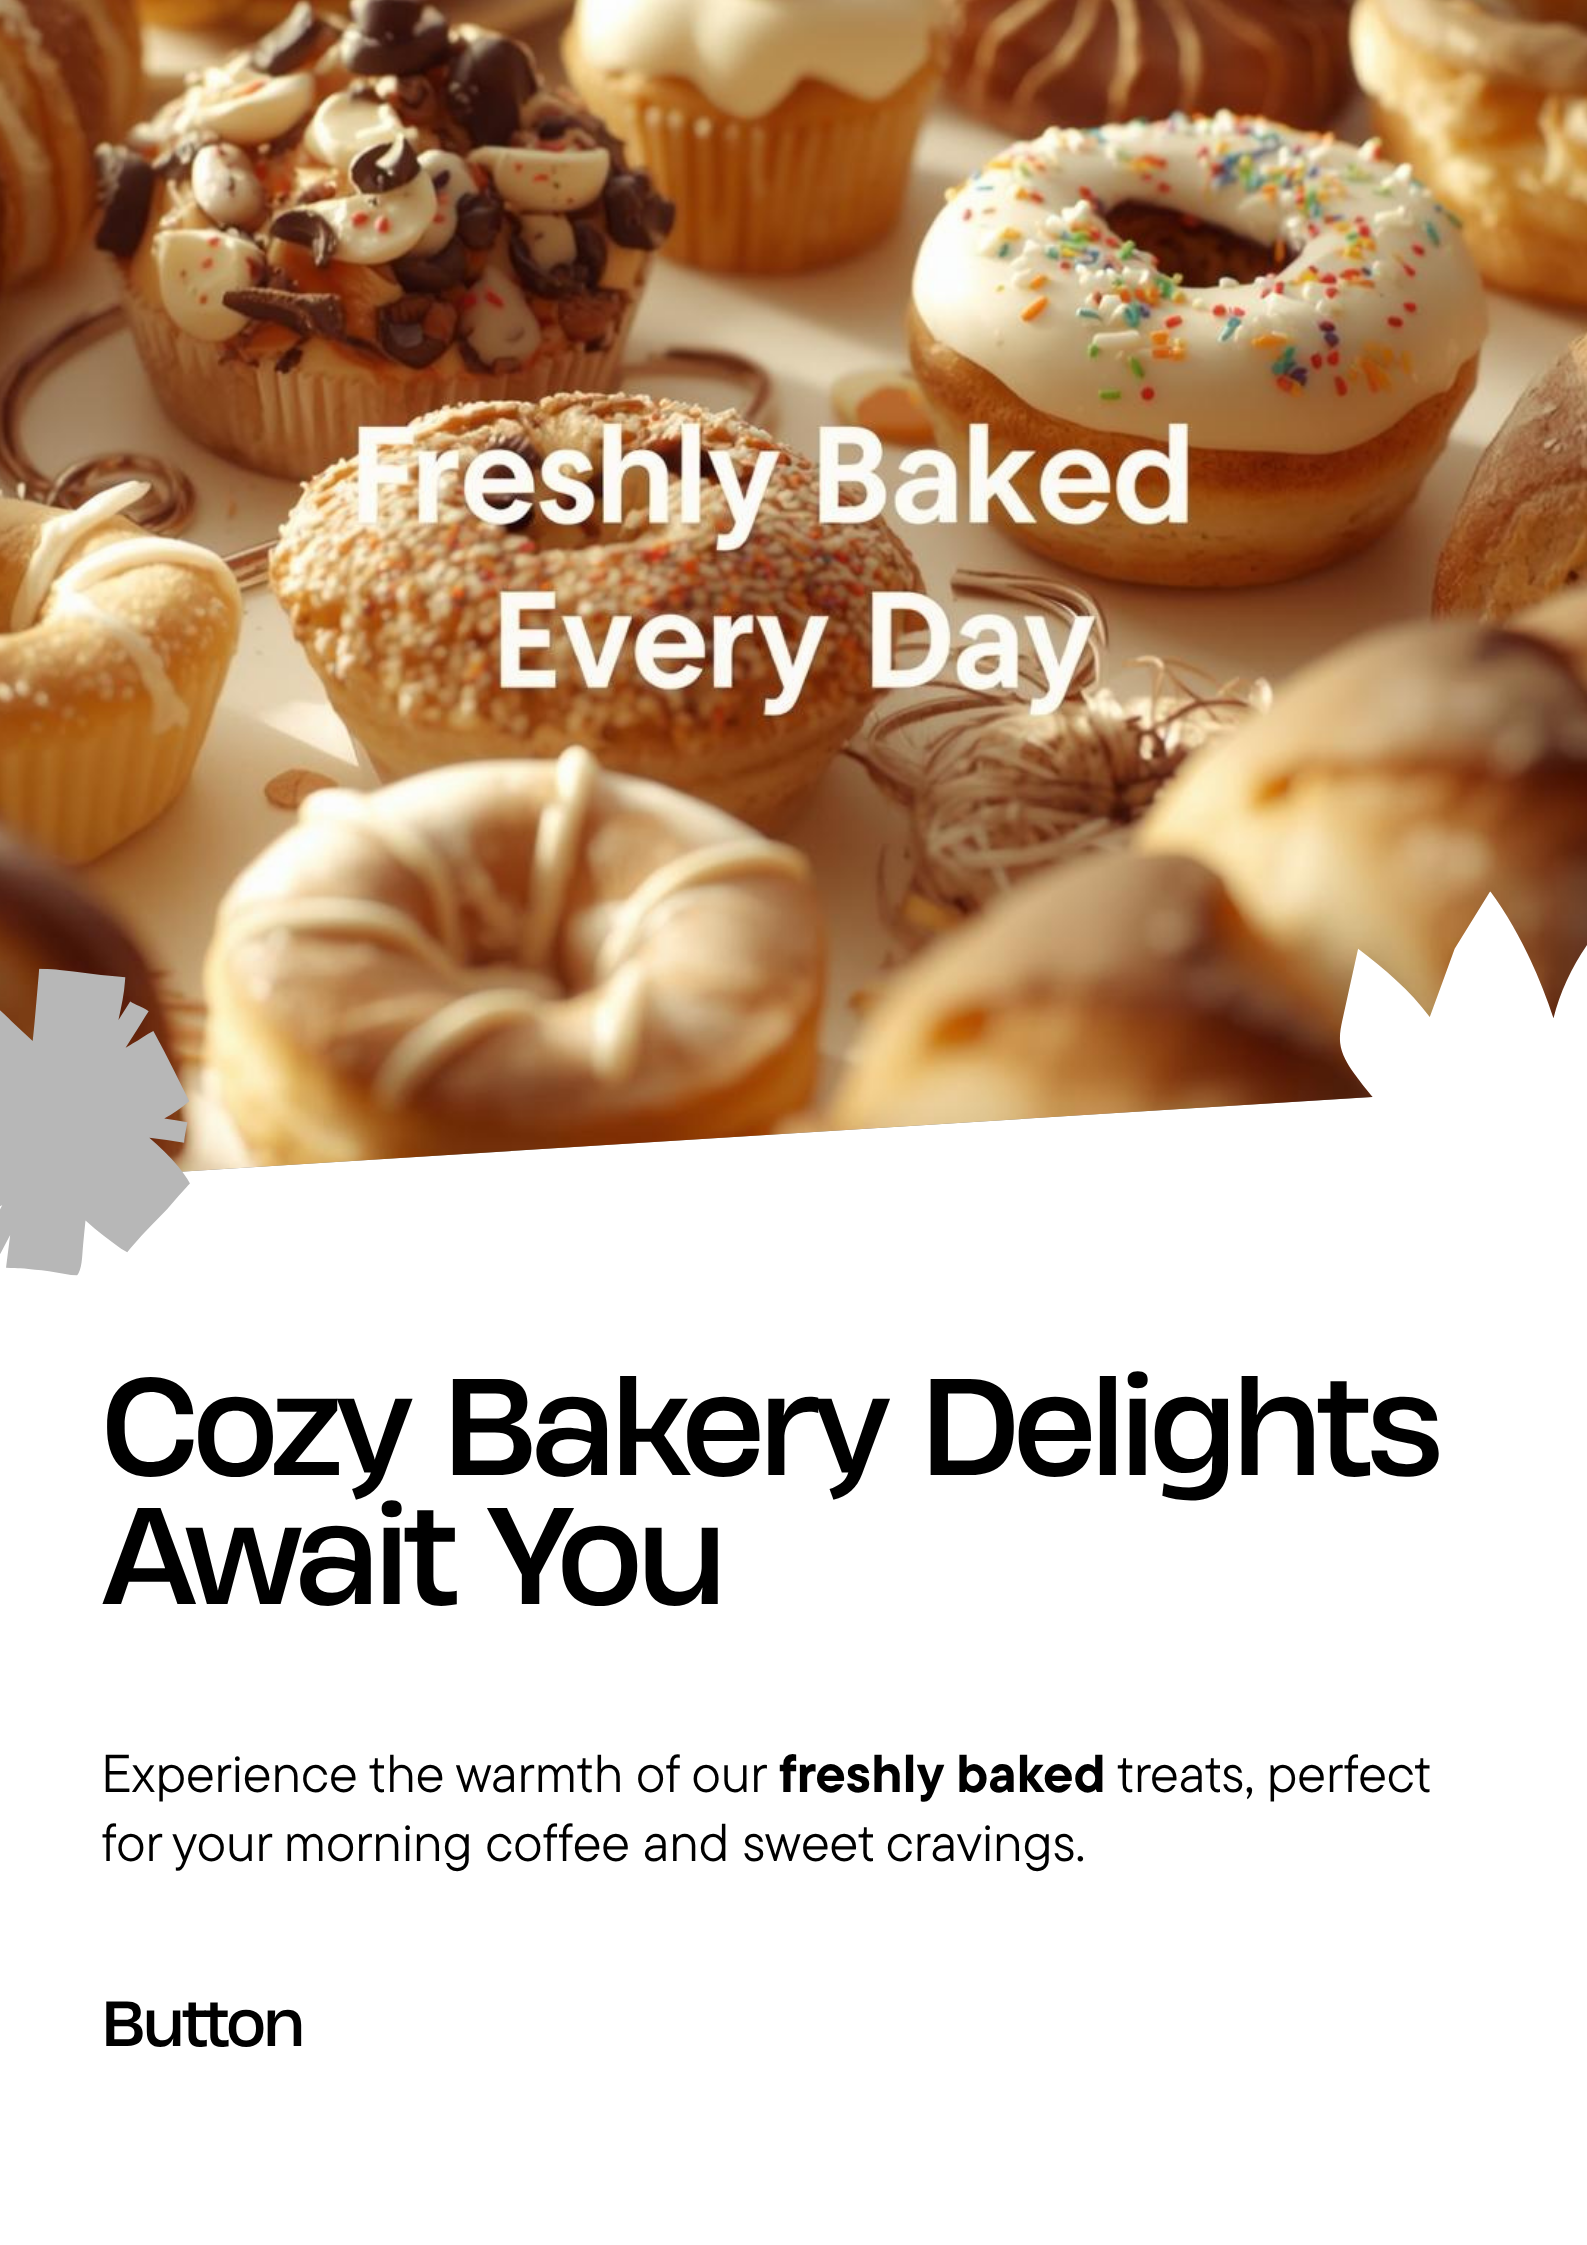 Freshly Baked
Every Day
Cozy Bakery Delights
Await You
Experience the warmth of our freshly baked treats, perfect
for your morning coffee and sweet cravings.
Button